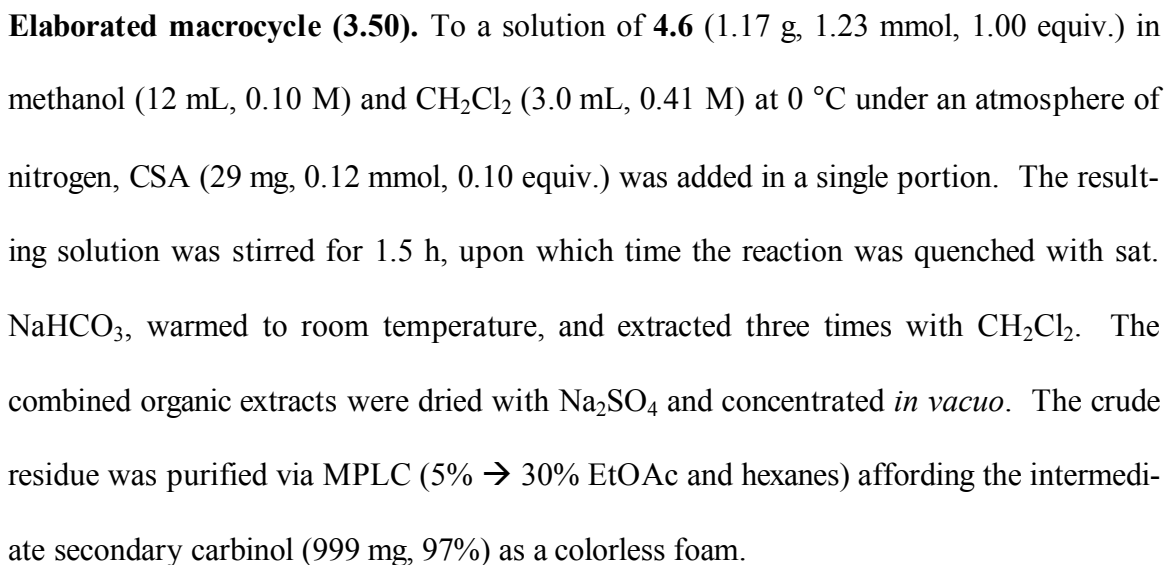 Elaborated macrocycle (3.50). To a solution of 4.6 (1.17 g, 1.23 mmol, 1.00 equiv.) in
methanol (12 mL, 0.10 M) and CH₂Cl₂ (3.0 mL, 0.41 M) at 0 °C under an atmosphere of
nitrogen, CSA (29 mg, 0.12 mmol, 0.10 equiv.) was added in a single portion. The result-
ing solution was stirred for 1.5 h, upon which time the reaction was quenched with sat.
NaHCO₃, warmed to room temperature, and extracted three times with CH₂Cl₂. The
combined organic extracts were dried with Na₂SO₄ and concentrated in vacuo. The crude
residue was purified via MPLC (5% → 30% EtOAc and hexanes) affording the intermedi-
ate secondary carbinol (999 mg, 97%) as a colorless foam.